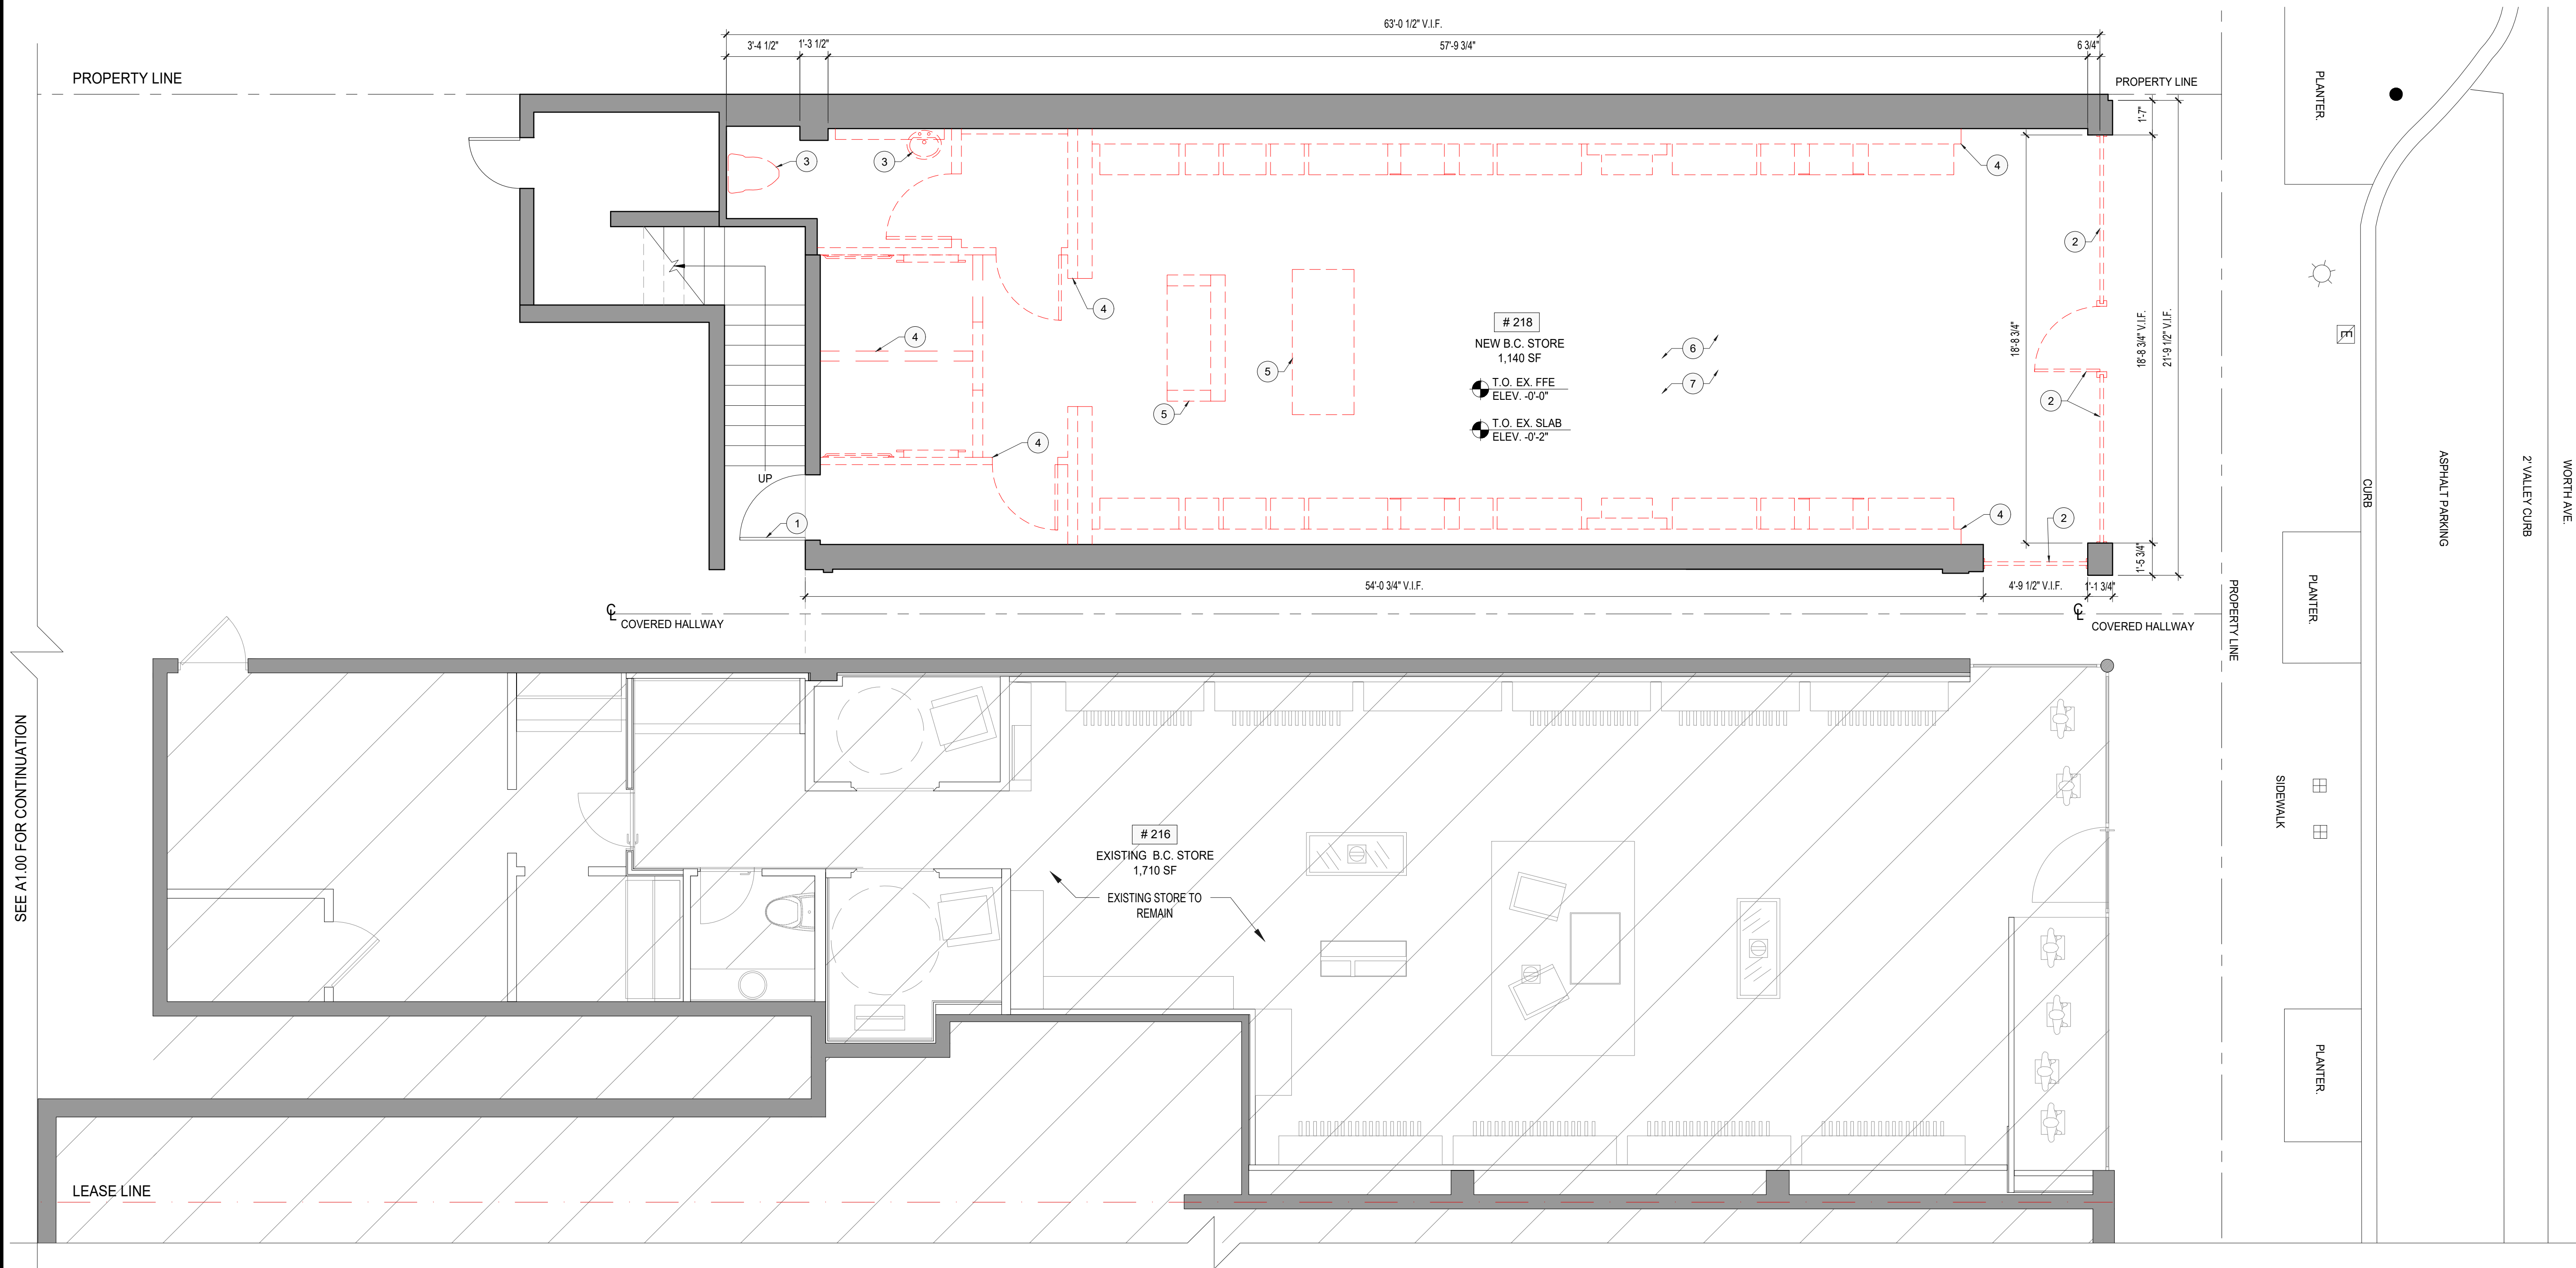 63'-0 1/2" V.I.F.
3'-4 1/2"
1'-3 1/2"
57'-9 3/4"
6 3/4"
PROPERTY LINE
PROPERTY LINE
1'-7"
PLANTER.
3
3
4
2
4
4
# 218
NEW B.C. STORE
1,140 SF
T.O. EX. FFE
ELEV. -0'-0"
T.O. EX. SLAB
ELEV. -0'-2"
6
7
5
5
2
18'-8 3/4"
18'-8 3/4" V.I.F.
21'-9 1/2" V.I.F.
E
4
UP
1
4
2
1'-5 3/4"
54'-0 3/4" V.I.F.
4'-9 1/2" V.I.F.
1'-1 3/4"
CL
COVERED HALLWAY
CL
COVERED HALLWAY
PROPERTY LINE
PLANTER.
CURB
ASPHALT PARKING
2' VALLEY CURB
WORTH AVE.
SEE A1.00 FOR CONTINUATION
# 216
EXISTING B.C. STORE
1,710 SF
EXISTING STORE TO
REMAIN
SIDEWALK
PLANTER.
LEASE LINE